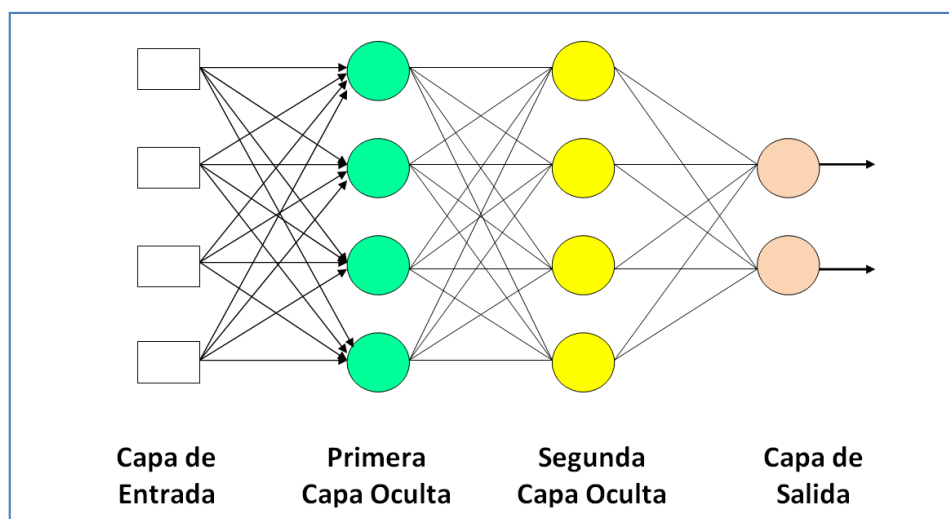 Capa de
Entrada
Primera
Capa Oculta
Segunda
Capa Oculta
Capa de
Salida